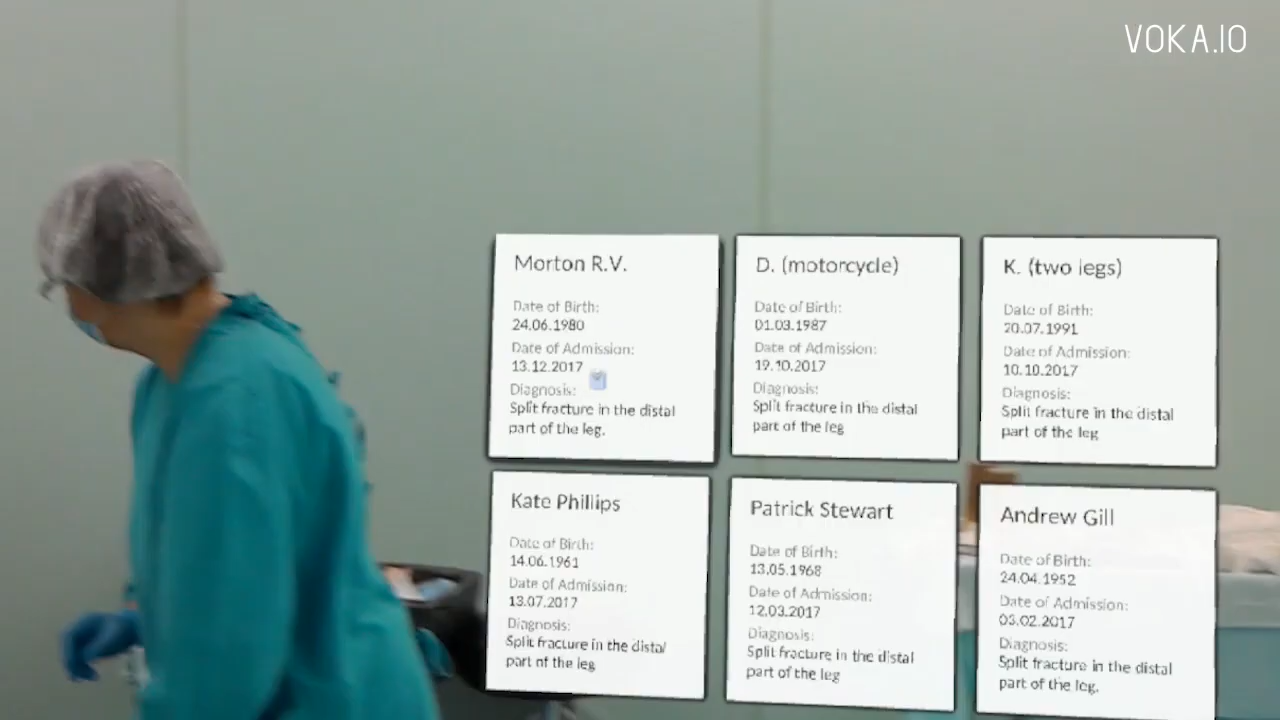 VOKA.IO
Morton R.V.
Date of Birth:
24.06.1980
Date of Admission:
13.12.2017
Diagnosis:
Split fracture in the distal
part of the leg.
D. (motorcycle)
Date of Birth:
01.03.1987
Date of Admission:
19.10.2017
Diagnosis:
Split fracture in the distal
part of the leg
K. (two legs)
Date of Birth:
20.07.1991
Date of Admission:
10.10.2017
Diagnosis:
Split fracture in the distal
part of the leg
Kate Phillips
Date of Birth:
14.06.1961
Date of Admission:
13.07.2017
Diagnosis:
Split fracture in the distal
part of the leg
Patrick Stewart
Date of Birth:
13.05.1968
Date of Admission:
12.03.2017
Diagnosis:
Split fracture in the distal
part of the leg
Andrew Gill
Date of Birth:
24.04.1952
Date of Admission:
03.02.2017
Diagnosis:
Split fracture in the distal
part of the leg.